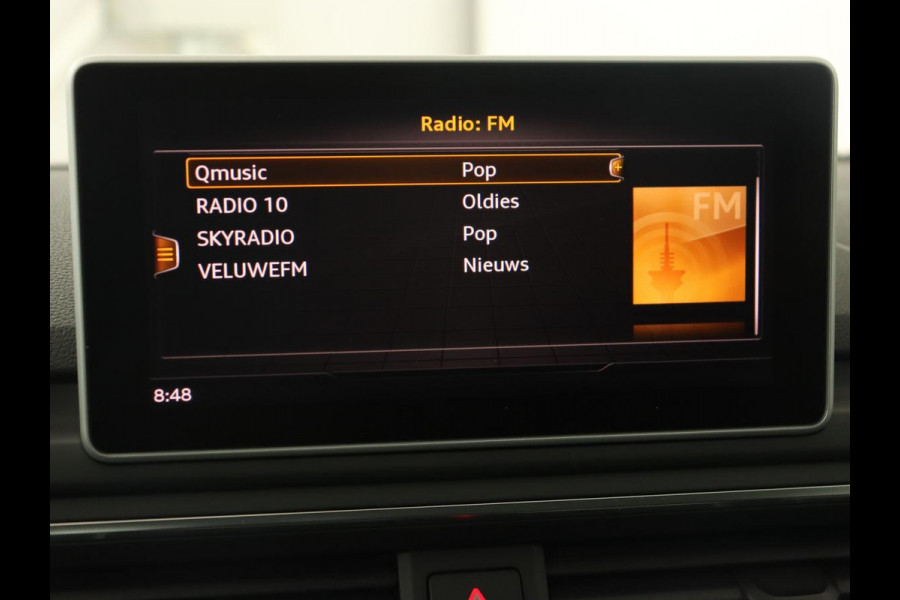 Radio: FM
Qmusic Pop
RADIO 10 Oldies
SKYRADIO Pop
VELUWEFM Nieuws
FM
8:48